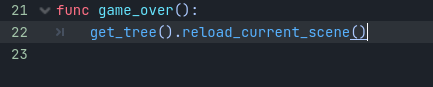 21 func game_over():
22 get_tree().reload_current_scene()
23